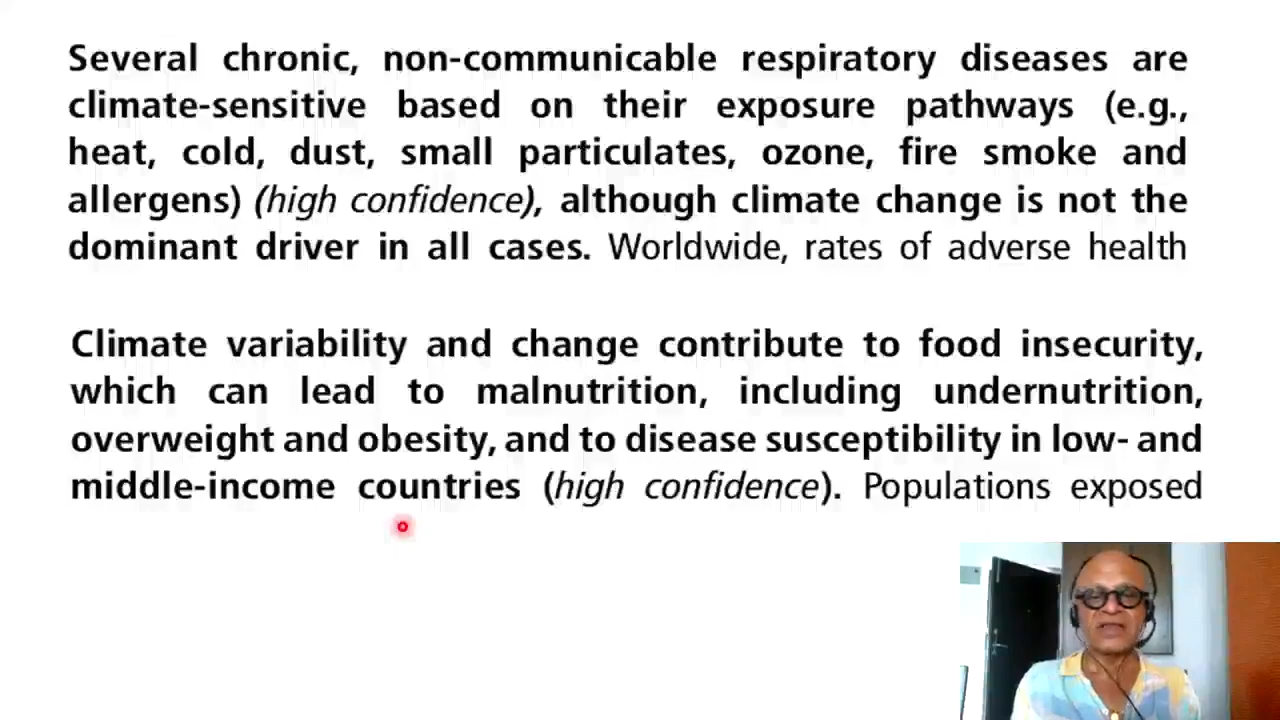 Several chronic, non-communicable respiratory diseases are
climate-sensitive based on their exposure pathways (e.g.,
heat, cold, dust, small particulates, ozone, fire smoke and
allergens) (high confidence), although climate change is not the
dominant driver in all cases. Worldwide, rates of adverse health
Climate variability and change contribute to food insecurity,
which can lead to malnutrition, including undernutrition,
overweight and obesity, and to disease susceptibility in low- and
middle-income countries (high confidence). Populations exposed